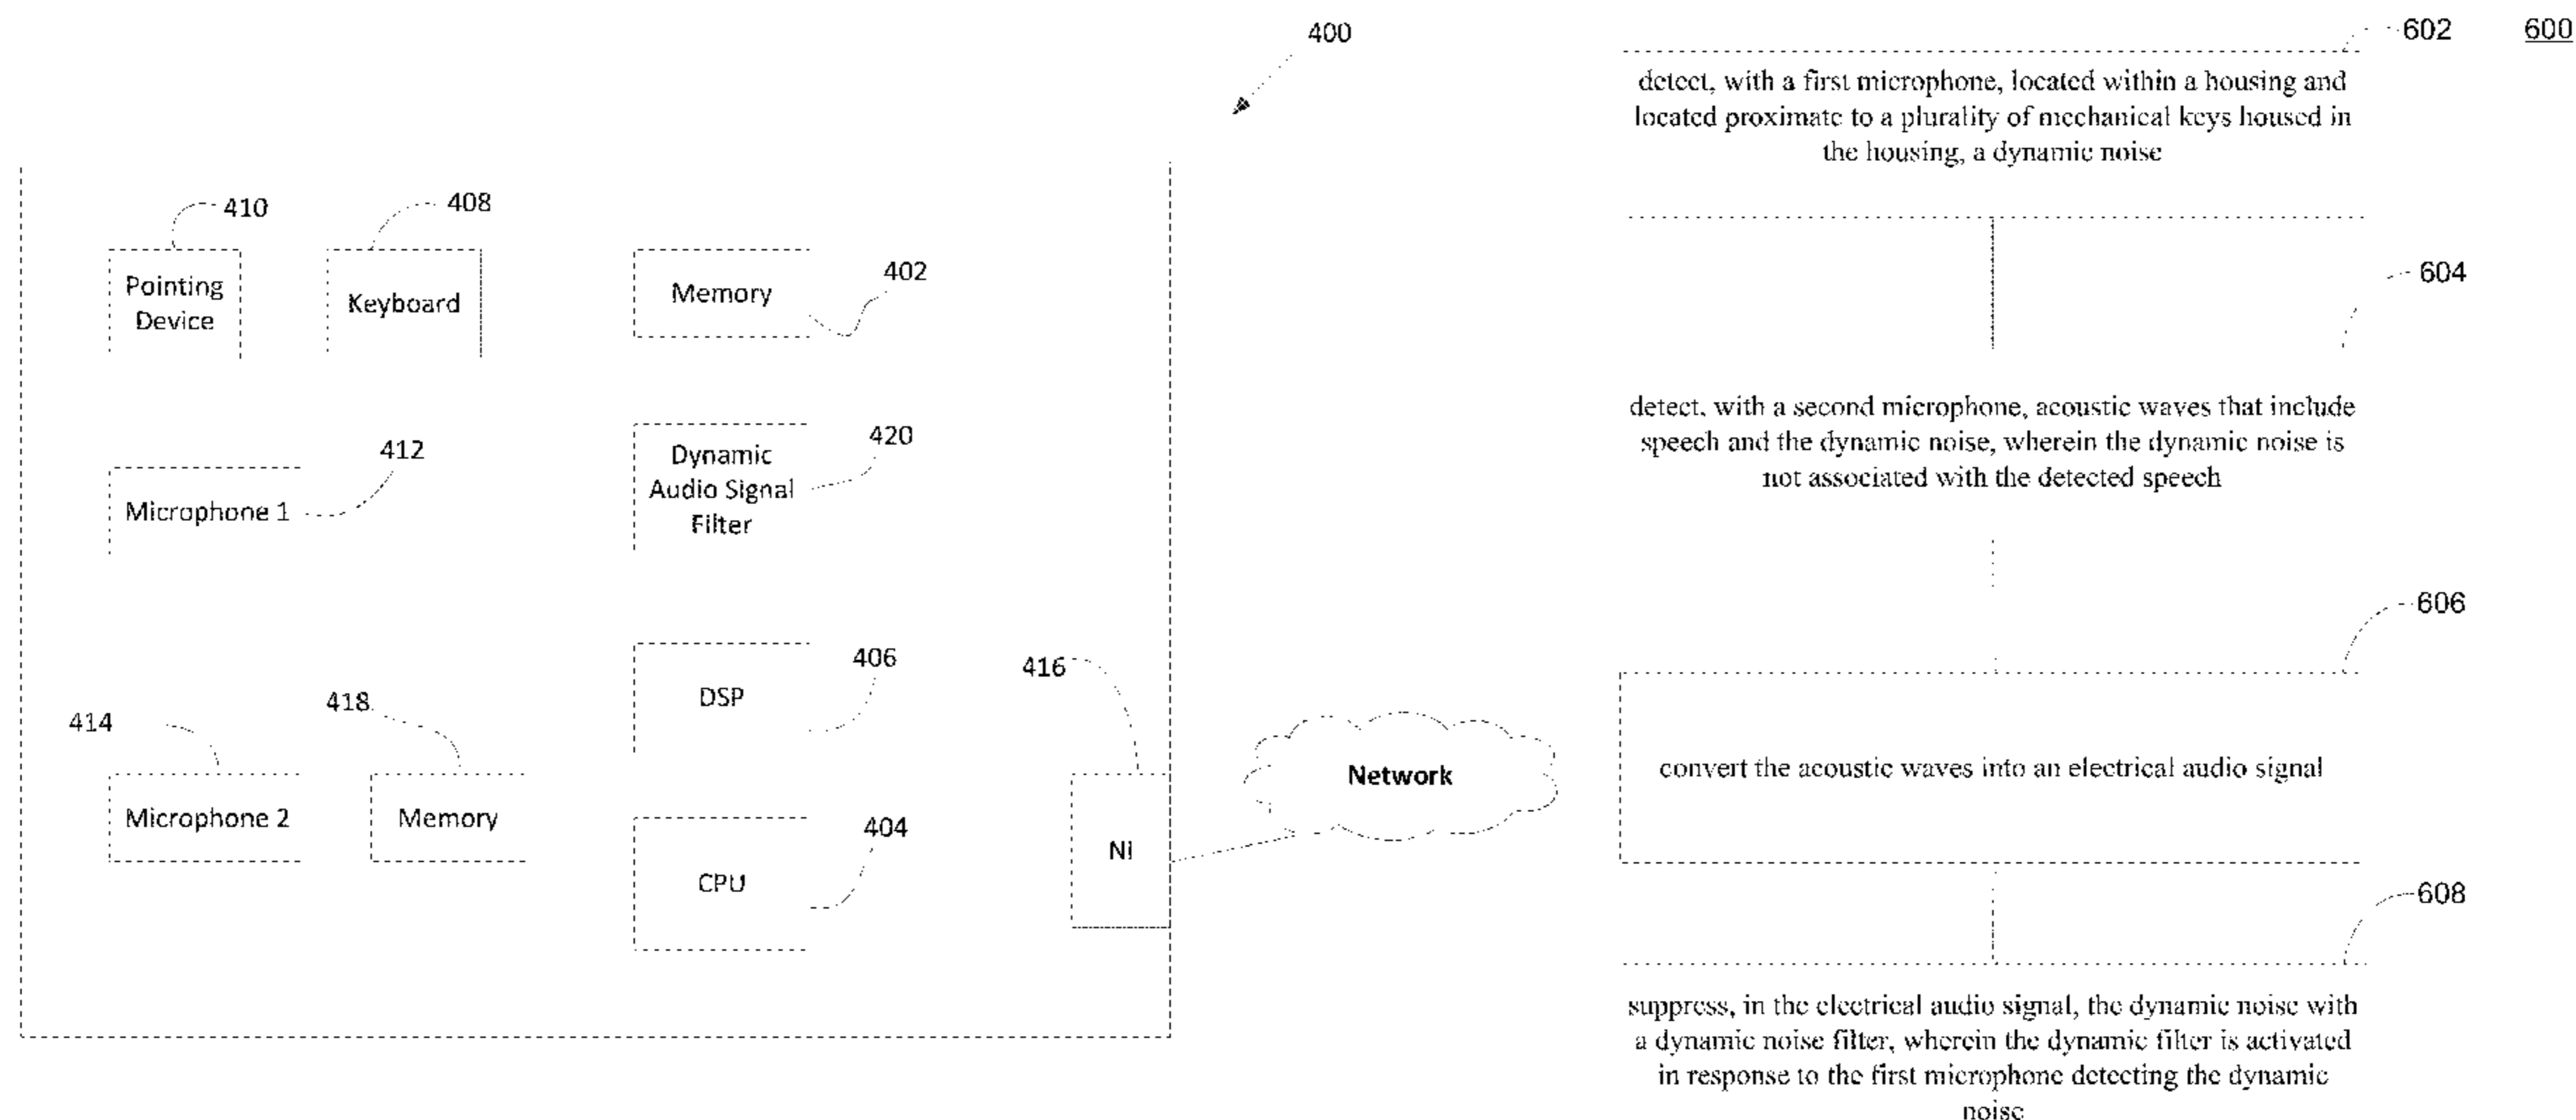 400
410
408
Pointing
Device
Keyboard
Memory
402
412
Microphone 1
Dynamic
Audio Signal
Filter
420
414
418
Microphone 2
Memory
DSP
406
CPU
404
416
NI
Network
602
600
detect, with a first microphone, located within a housing and
located proximate to a plurality of mechanical keys housed in
the housing, a dynamic noise
604
detect, with a second microphone, acoustic waves that include
speech and the dynamic noise, wherein the dynamic noise is
not associated with the detected speech
606
convert the acoustic waves into an electrical audio signal
608
suppress, in the electrical audio signal, the dynamic noise with
a dynamic noise filter, wherein the dynamic filter is activated
in response to the first microphone detecting the dynamic
noise